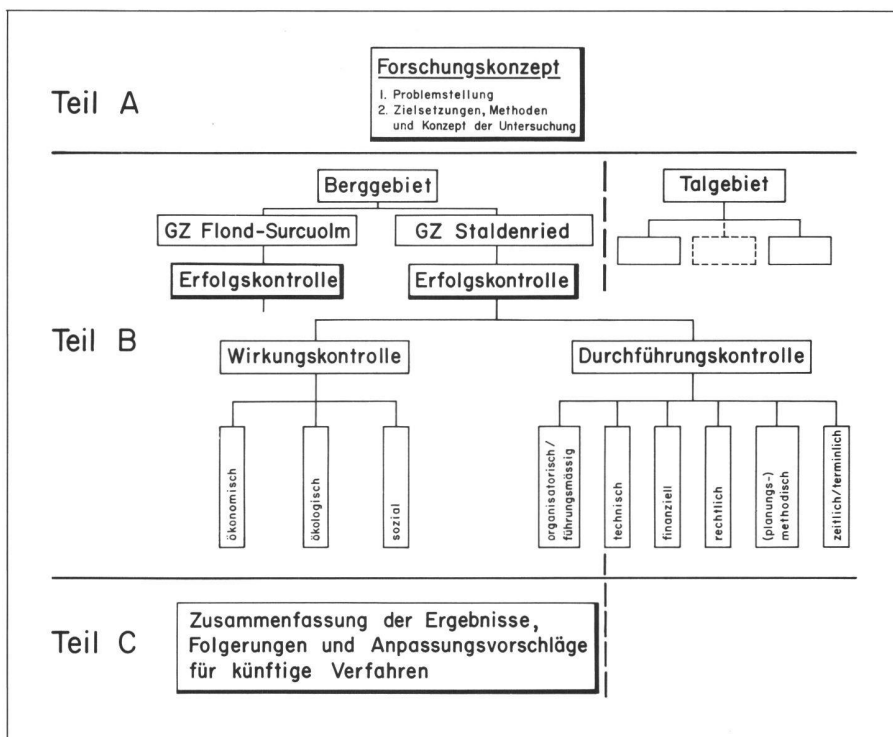 Teil A
Forschungskonzept
1. Problemstellung
2. Zielsetzungen, Methoden
und Konzept der Untersuchung
Berggebiet
Talgebiet
GZ Flond-Surcuolm
GZ Staldenried
Erfolgskontrolle
Erfolgskontrolle
Teil B
Wirkungskontrolle
Durchführungskontrolle
ökonomisch
ökologisch
sozial
organisatorisch/
führungsmässig
technisch
finanziell
rechtlich
(planungs-)
methodisch
zeitlich/terminlich
Teil C
Zusammenfassung der Ergebnisse,
Folgerungen und Anpassungsvorschläge
für künftige Verfahren